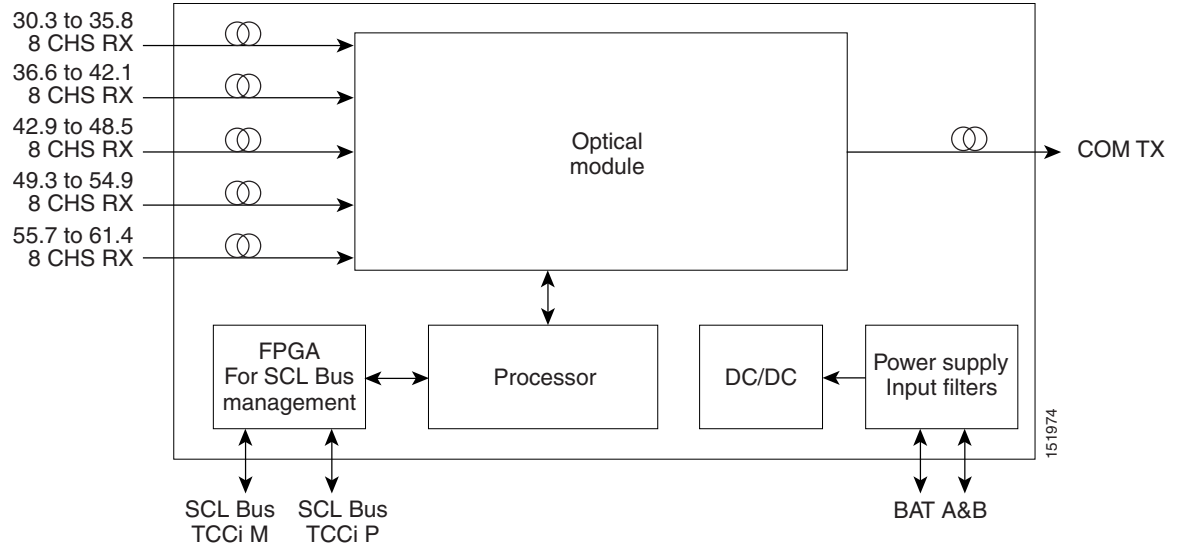 30.3 to 35.8
8 CHS RX
36.6 to 42.1
8 CHS RX
42.9 to 48.5
8 CHS RX
49.3 to 54.9
8 CHS RX
55.7 to 61.4
8 CHS RX
Optical
module
COM TX
FPGA
For SCL Bus
management
Processor
DC/DC
Power supply
Input filters
SCL Bus
TCCi M
SCL Bus
TCCi P
BAT A&B
151974